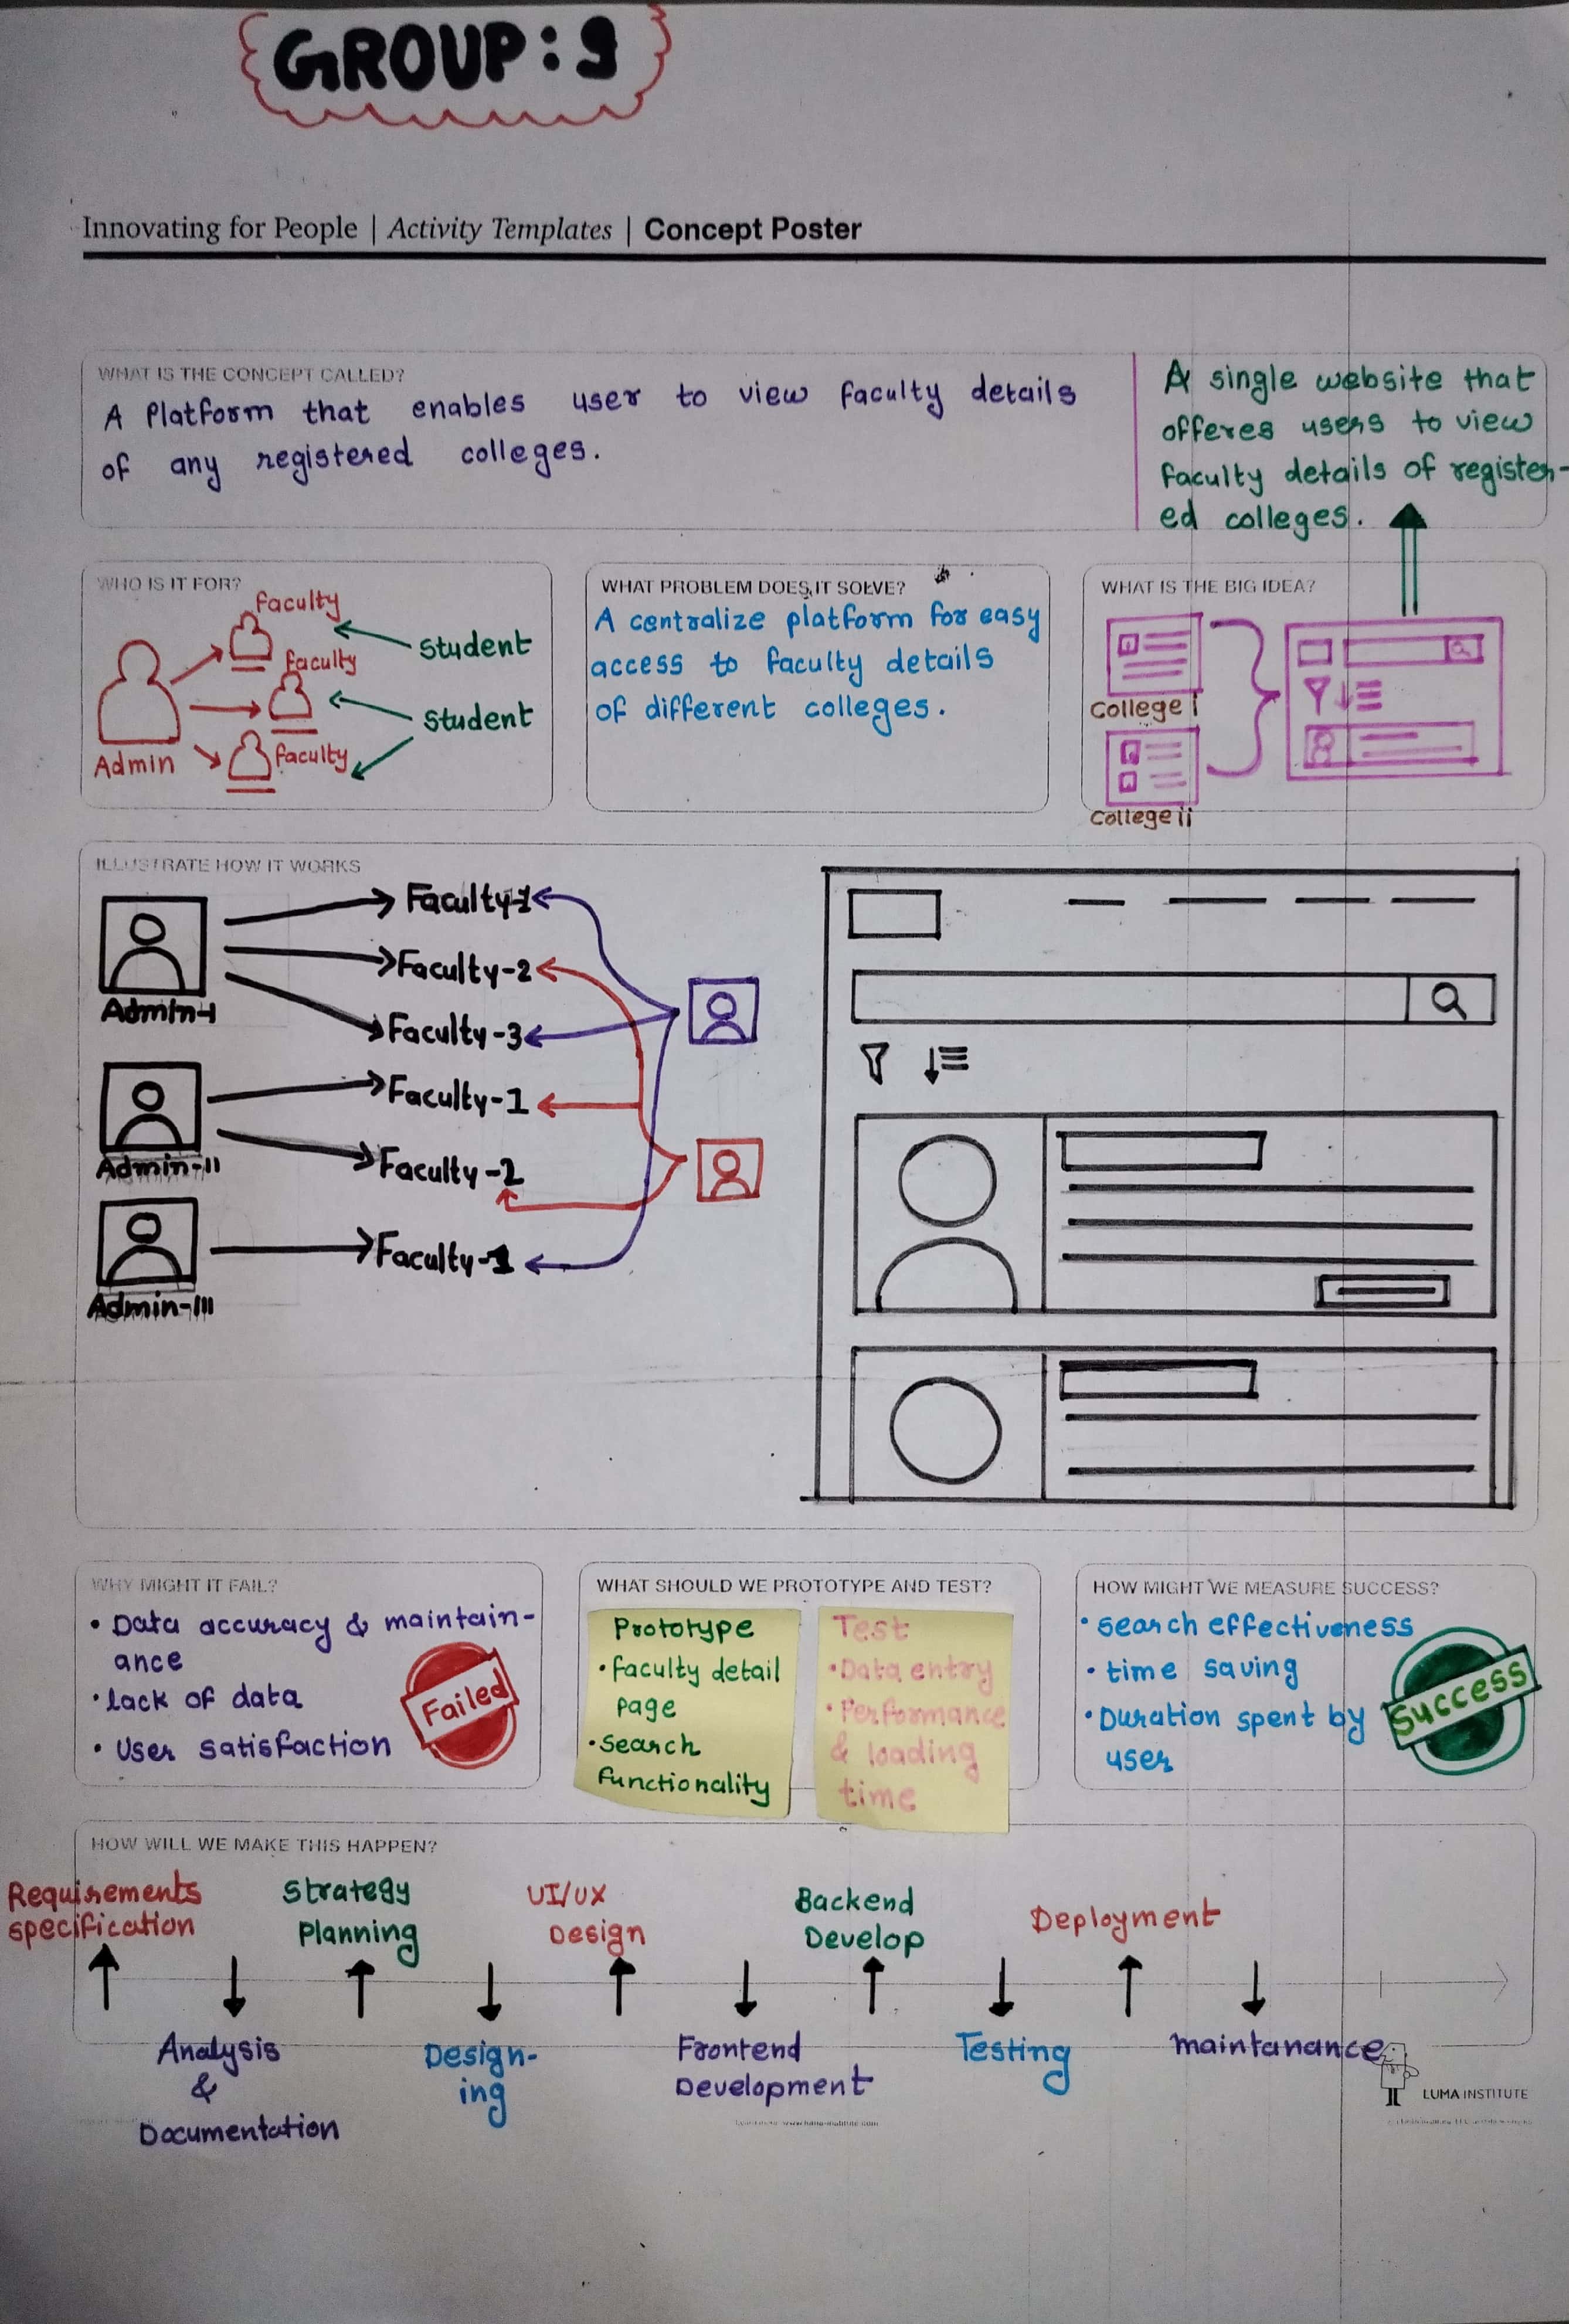 GROUP : 9
Innovating for People | Activity Templates | Concept Poster
WHAT IS THE CONCEPT CALLED?
A Platform that enables user to view faculty details
of any registered colleges.
A single website that
offeres users to view
faculty details of register-
ed colleges.
WHO IS IT FOR?
Faculty
Student
Faculty
Student
Admin
Faculty
WHAT PROBLEM DOES IT SOLVE?
A centralize platform for easy
access to faculty details
of different colleges.
WHAT IS THE BIG IDEA?
College i
College ii
ILLUSTRATE HOW IT WORKS
Faculty-1
Faculty-2
Admin-I
Faculty-3
Faculty-1
Admin-II
Faculty-2
Faculty-1
Admin-III
WHY MIGHT IT FAIL?
• Data accuracy & maintain-
ance
• lack of data
• User satisfaction
Failed
WHAT SHOULD WE PROTOTYPE AND TEST?
Prototype
• faculty detail
page
• Search
functionality
Test
• Data entry
• Performance
& loading
time
HOW MIGHT WE MEASURE SUCCESS?
• search effectiveness
• time saving
• Duration spent by
user
Success
HOW WILL WE MAKE THIS HAPPEN?
Requirements
specification
Strategy
Planning
UI/UX
Design
Backend
Develop
Deployment
Analysis
&
Documentation
Design-
ing
Frontend
Development
Testing
maintanance
LUMA INSTITUTE